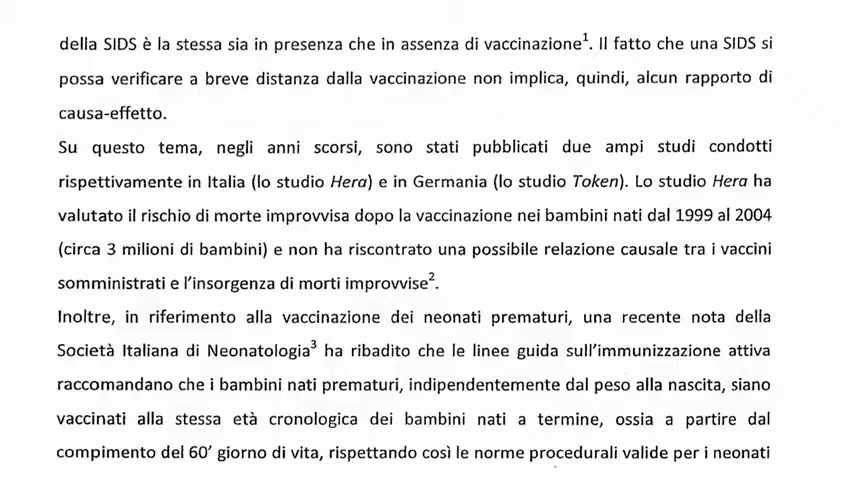 della SIDS è la stessa sia in presenza che in assenza di vaccinazione¹. Il fatto che una SIDS si
possa verificare a breve distanza dalla vaccinazione non implica, quindi, alcun rapporto di
causa-effetto.
Su questo tema, negli anni scorsi, sono stati pubblicati due ampi studi condotti
rispettivamente in Italia (lo studio Hera) e in Germania (lo studio Token). Lo studio Hera ha
valutato il rischio di morte improvvisa dopo la vaccinazione nei bambini nati dal 1999 al 2004
(circa 3 milioni di bambini) e non ha riscontrato una possibile relazione causale tra i vaccini
somministrati e l'insorgenza di morti improvvise².
Inoltre, in riferimento alla vaccinazione dei neonati prematuri, una recente nota della
Società Italiana di Neonatologia³ ha ribadito che le linee guida sull'immunizzazione attiva
raccomandano che i bambini nati prematuri, indipendentemente dal peso alla nascita, siano
vaccinati alla stessa età cronologica dei bambini nati a termine, ossia a partire dal
compimento del 60' giorno di vita, rispettando così le norme procedurali valide per i neonati